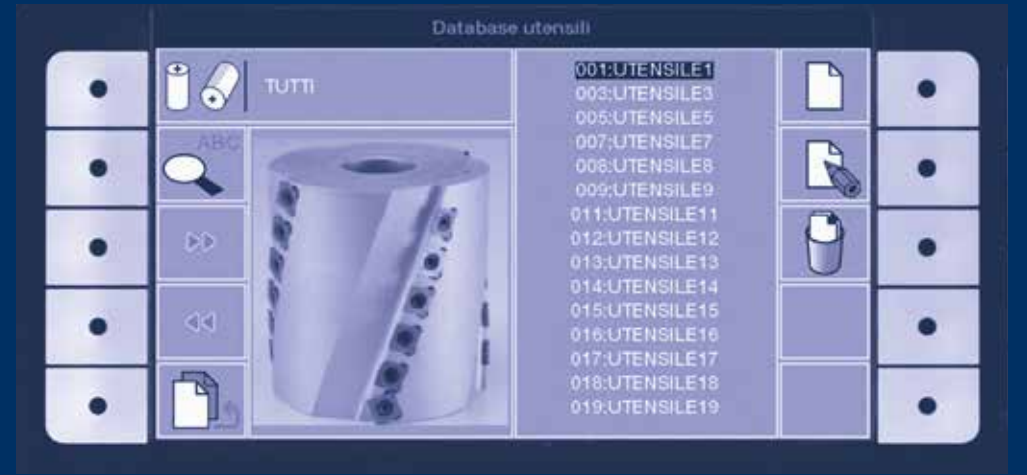 Database utensili
TUTTI
ABC
001:UTENSILE1
003:UTENSILE3
005:UTENSILE5
007:UTENSILE7
008:UTENSILE8
009:UTENSILE9
011:UTENSILE11
012:UTENSILE12
013:UTENSILE13
014:UTENSILE14
015:UTENSILE15
016:UTENSILE16
017:UTENSILE17
018:UTENSILE18
019:UTENSILE19